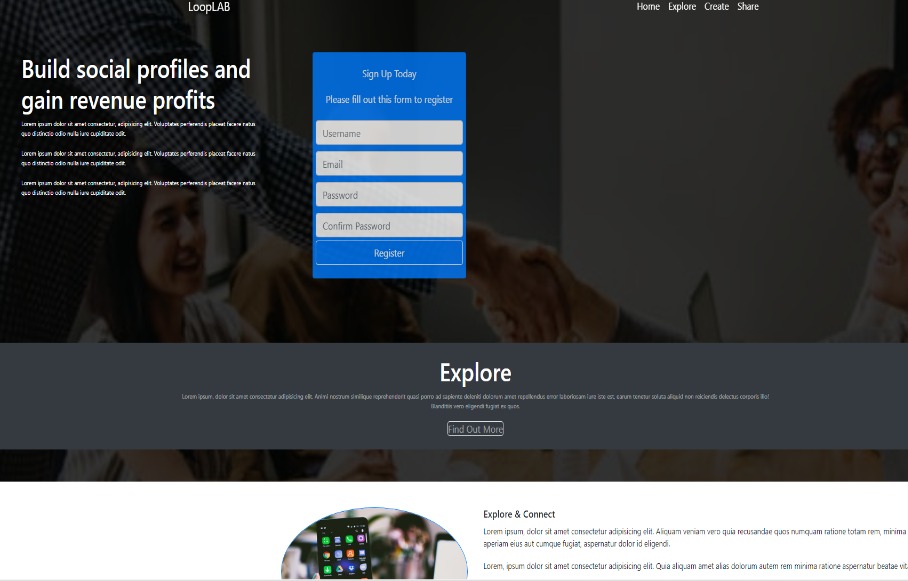 LoopLAB
Home Explore Create Share
Build social profiles and
gain revenue profits
Lorem ipsum dolor sit amet consectetur, adipisicing elit. Voluptates perferendis placeat facere natus
quo distinctio odio nulla iure cupiditate odit.
Lorem ipsum dolor sit amet consectetur, adipisicing elit. Voluptates perferendis placeat facere natus
quo distinctio odio nulla iure cupiditate odit.
Lorem ipsum dolor sit amet consectetur, adipisicing elit. Voluptates perferendis placeat facere natus
quo distinctio odio nulla iure cupiditate odit.
Sign Up Today
Please fill out this form to register
Username
Email
Password
Confirm Password
Register
Explore
Lorem ipsum, dolor sit amet consectetur adipisicing elit. Animi nostrum similique reprehenderit quasi porro ad sapiente deleniti dolorum amet repellendus error laboriosam iure iste est, earum tenetur soluta aliquid non reiciendis delectus corporis illo!
Blanditiis vero eligendi fugiat ex quos.
Find Out More
Explore & Connect
Lorem ipsum, dolor sit amet consectetur adipisicing elit. Aliquam veniam vero quia recusandae quos numquam ratione totam rem, minima
aperiam eius aut cumque fugiat, aspernatur dolor id eligendi.
Lorem, ipsum dolor sit amet consectetur adipisicing elit. Quia aliquam amet alias dolorum autem rem minima ratione aspernatur beatae vit